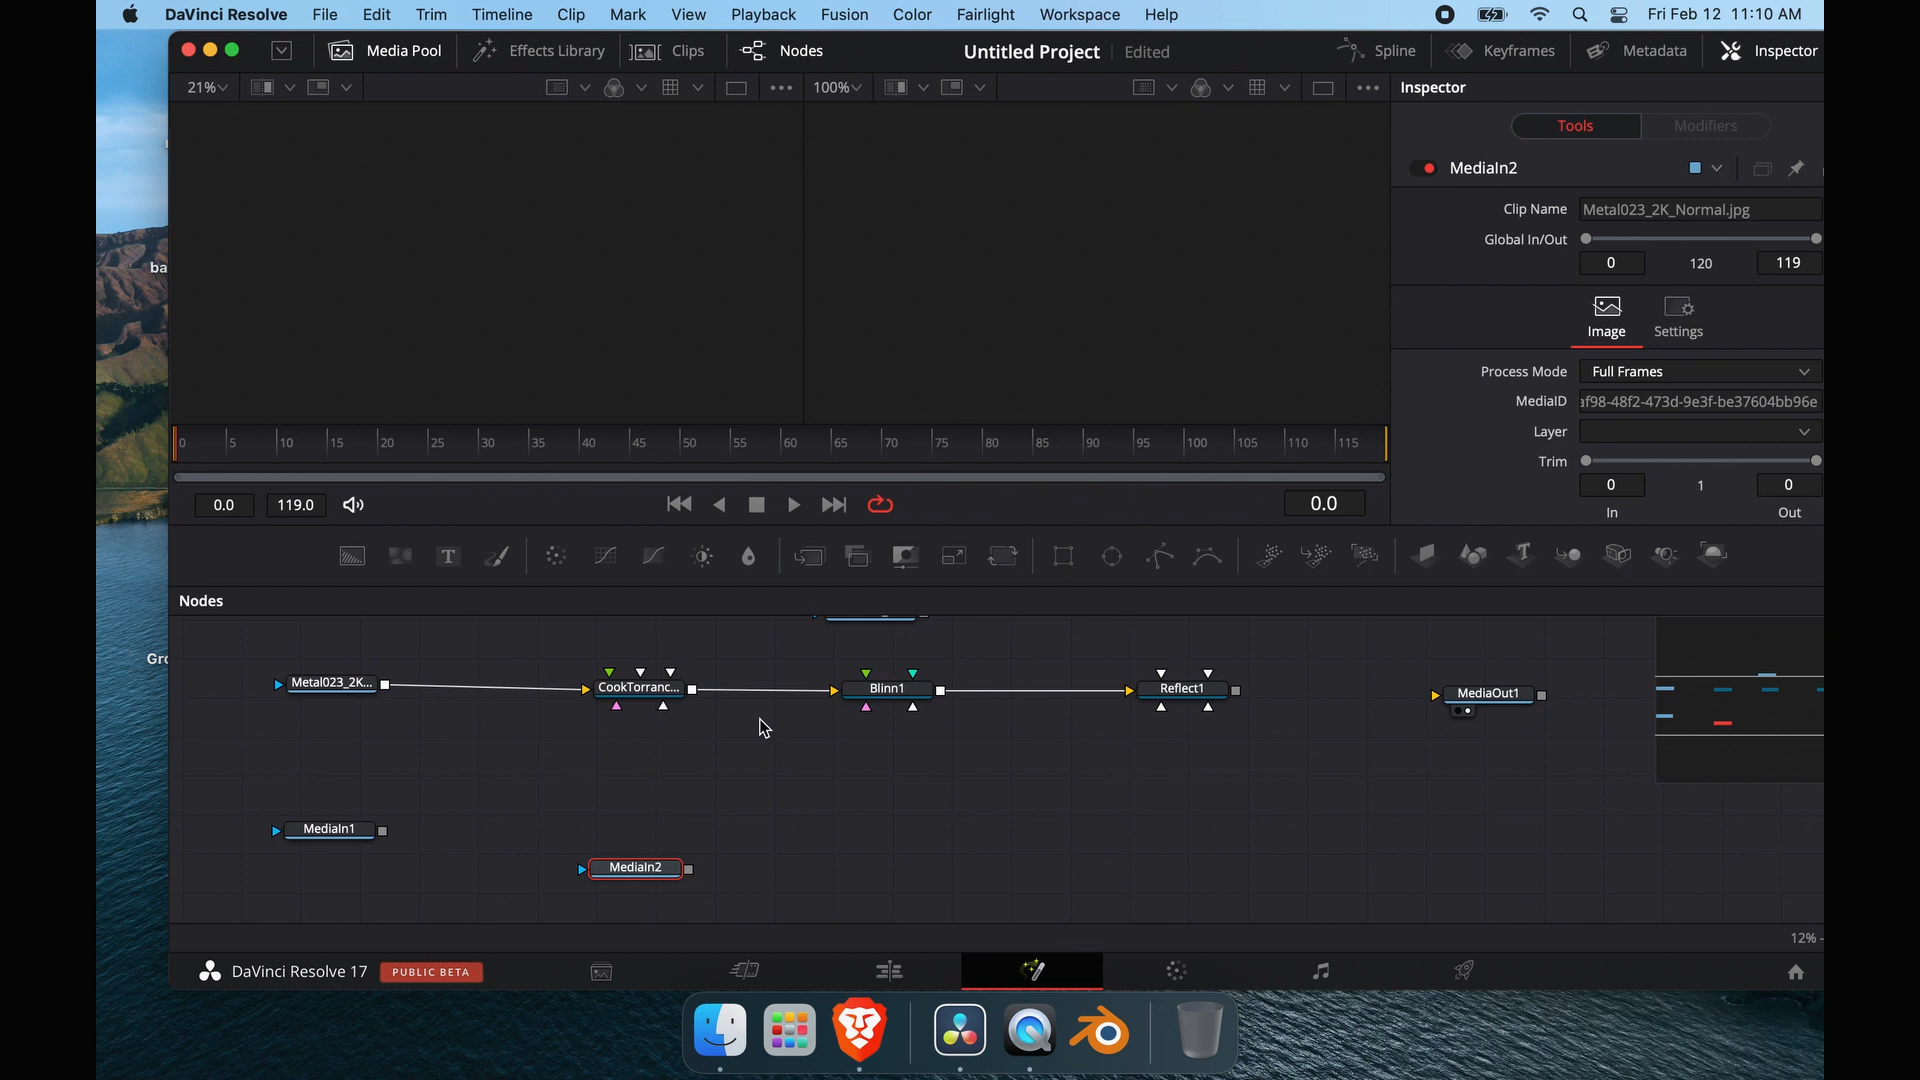 DaVinci Resolve File Edit Trim Timeline Clip Mark View Playback Fusion Color Fairlight Workspace Help Fri Feb 12 11:10 AM
Media Pool Effects Library Clips Nodes Untitled Project Edited Spline Keyframes Metadata Inspector
21% 100% Inspector
Tools Modifiers
MediaIn2
Clip Name Metal023_2K_Normal.jpg
Global In/Out
0 120 119
Image Settings
Process Mode Full Frames
MediaID af98-48f2-473d-9e3f-be37604bb96e
Layer
Trim
0 1 0
In Out
ba
0 5 10 15 20 25 30 35 40 45 50 55 60 65 70 75 80 85 90 95 100 105 110 115
0.0 119.0 0.0
T
Nodes
Gro
Metal023_2K... CookTorranc... Blinn1 Reflect1 MediaOut1
MediaIn1
MediaIn2
12% -
DaVinci Resolve 17 PUBLIC BETA